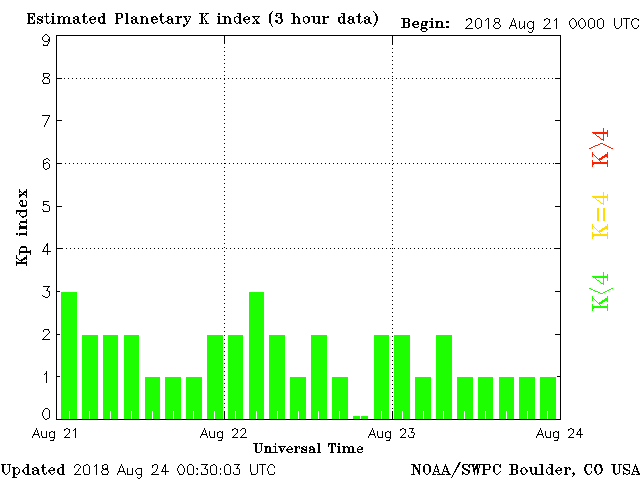 Estimated Planetary K index (3 hour data) Begin: 2018 Aug 21 0000 UTC
9
8
7
6
5
4
3
2
1
0
Kp index
K>4
K=4
K<4
Aug 21 Aug 22 Aug 23 Aug 24
Universal Time
Updated 2018 Aug 24 00:30:03 UTC NOAA/SWPC Boulder, CO USA